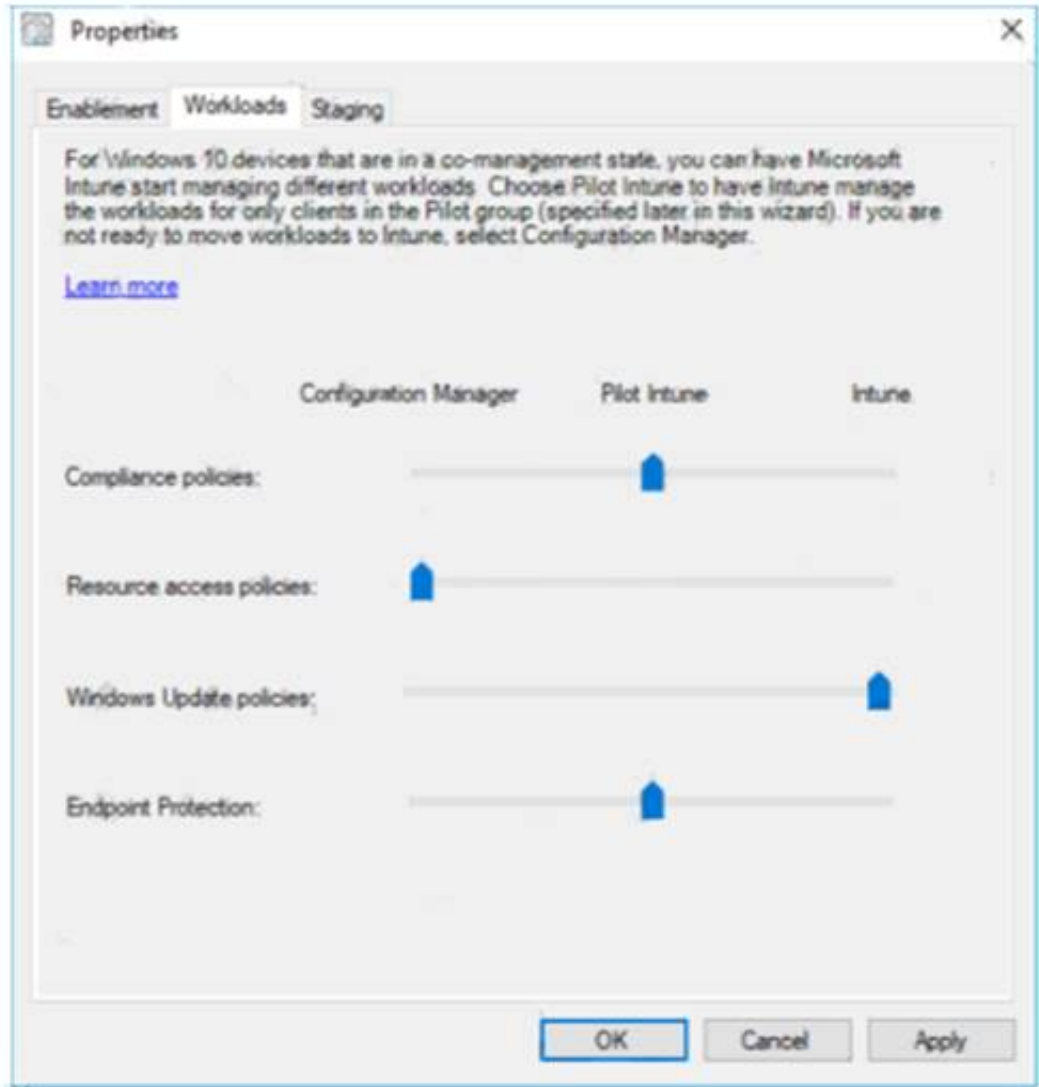 Properties
Enablement Workloads Staging
For Windows 10 devices that are in a co-management state, you can have Microsoft
Intune start managing different workloads. Choose Pilot Intune to have Intune manage
the workloads for only clients in the Pilot group (specified later in this wizard). If you are
not ready to move workloads to Intune, select Configuration Manager.
Learn more
Configuration Manager Pilot Intune Intune
Compliance policies:
Resource access policies:
Windows Update policies:
Endpoint Protection:
OK Cancel Apply